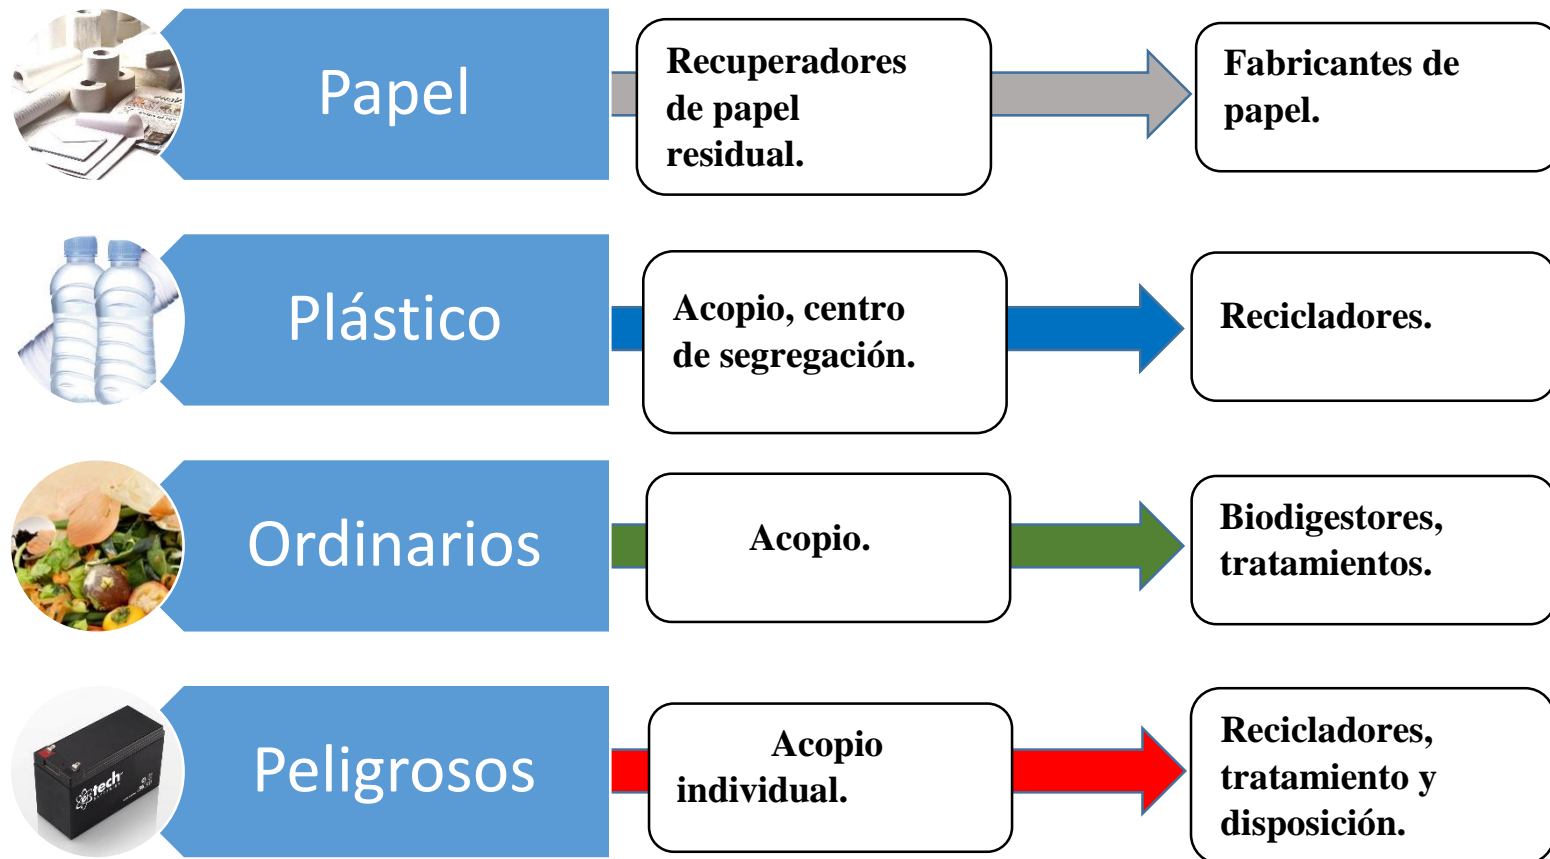 Papel
Recuperadores
de papel
residual.
Fabricantes de
papel.
Plástico
Acopio, centro
de segregación.
Recicladores.
Ordinarios
Acopio.
Biodigestores,
tratamientos.
tech
Peligrosos
Acopio
individual.
Recicladores,
tratamiento y
disposición.